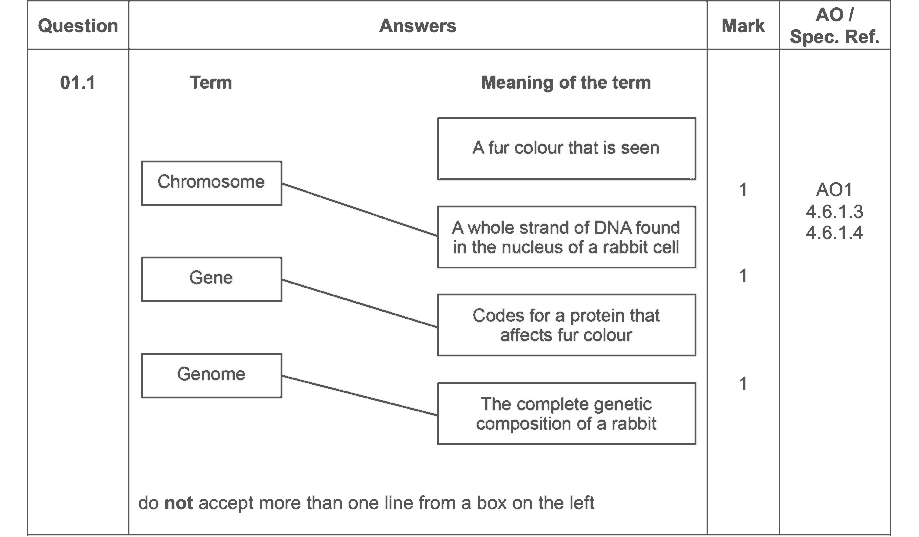 Question
Answers
Mark
AO /
Spec. Ref.
01.1
Term
Meaning of the term
A fur colour that is seen
Chromosome
1
AO1
4.6.1.3
4.6.1.4
A whole strand of DNA found
in the nucleus of a rabbit cell
Gene
1
Codes for a protein that
affects fur colour
Genome
1
The complete genetic
composition of a rabbit
do not accept more than one line from a box on the left